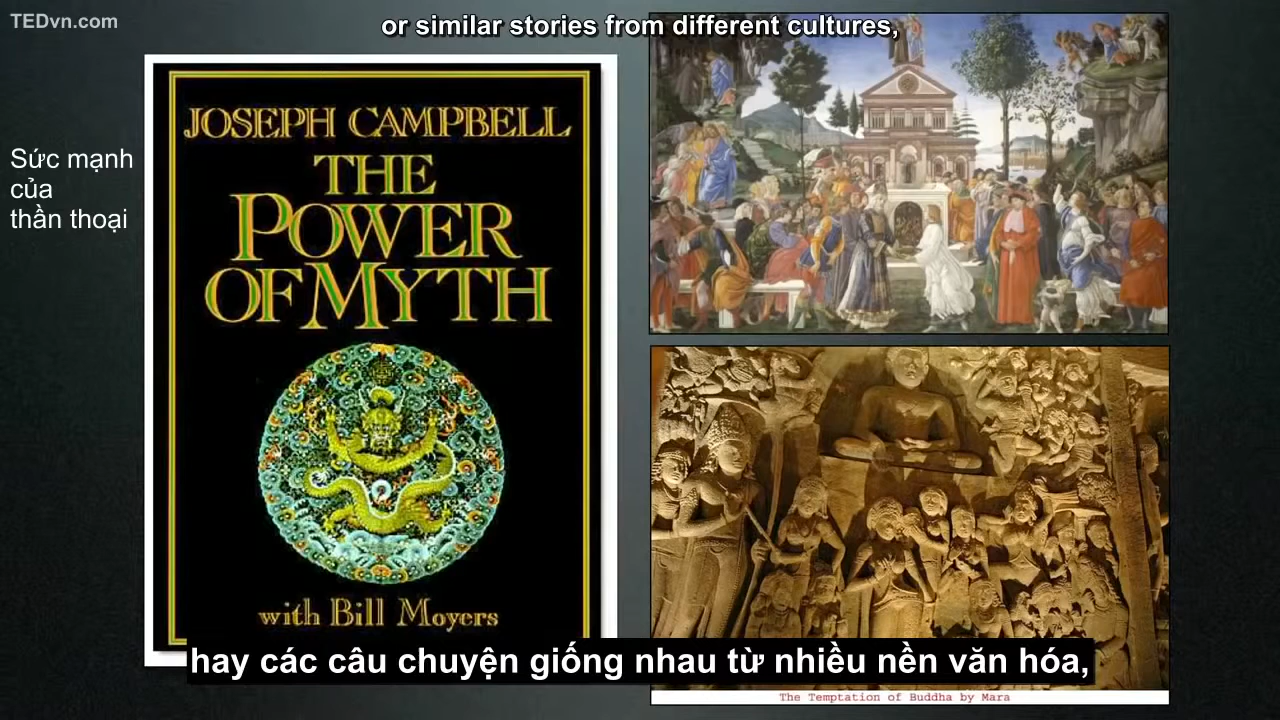 TEDvn.com
or similar stories from different cultures,
Sức mạnh
của
thần thoại
JOSEPH CAMPBELL
THE
POWER
OF MYTH
with Bill Moyers
hay các câu chuyện giống nhau từ nhiều nền văn hóa,
The Temptation of Buddha by Mara